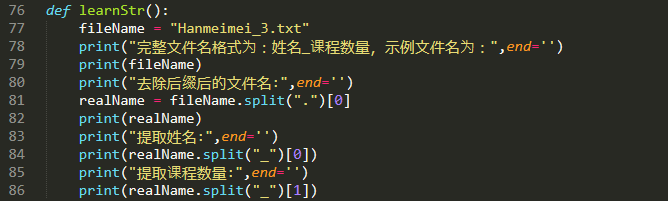 76 def learnStr():
77     fileName = "Hanmeimei_3.txt"
78     print("完整文件名格式为：姓名_课程数量，示例文件名为：",end='')
79     print(fileName)
80     print("去除后缀后的文件名:",end='')
81     realName = fileName.split(".")[0]
82     print(realName)
83     print("提取姓名:",end='')
84     print(realName.split("_")[0])
85     print("提取课程数量:",end='')
86     print(realName.split("_")[1])